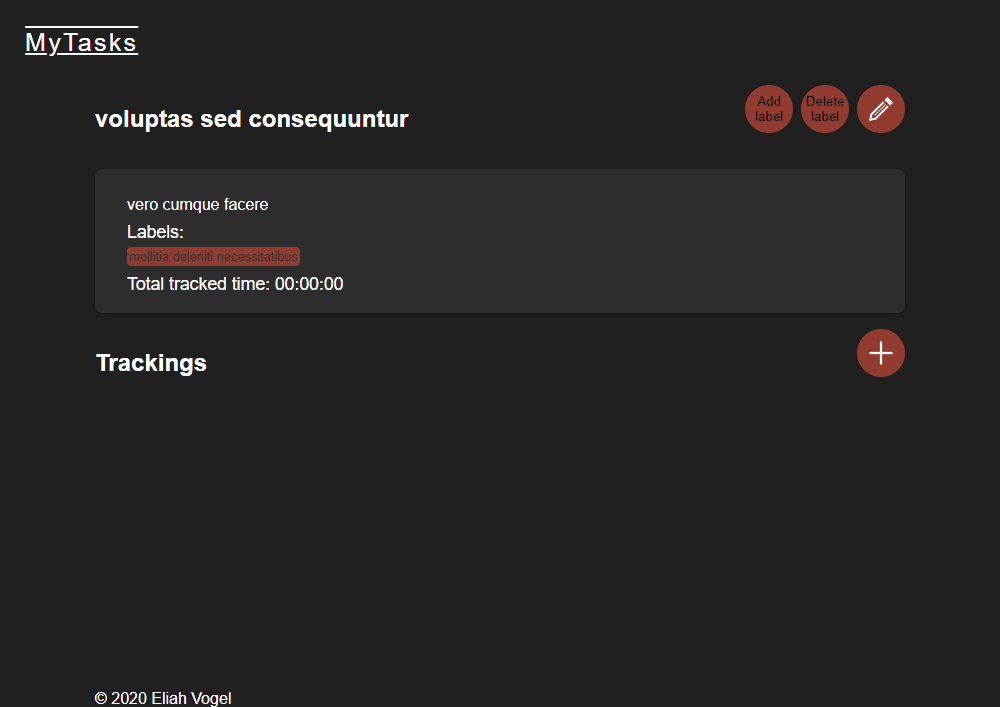 MyTasks
voluptas sed consequuntur
Add
label
Delete
label
vero cumque facere
Labels:
mollitia deleniti necessitatibus
Total tracked time: 00:00:00
Trackings
© 2020 Eliah Vogel